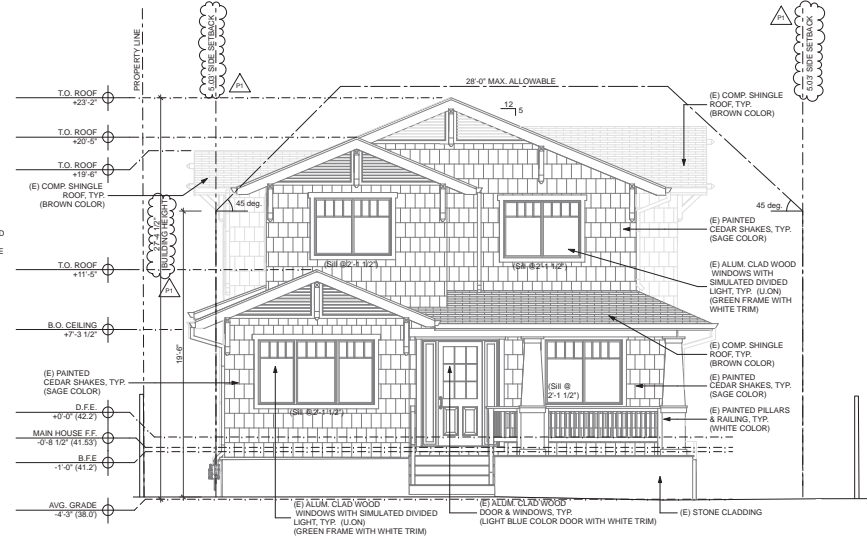 PROPERTY LINE
5.03' SIDE SETBACK
P1
28'-0" MAX. ALLOWABLE
P1
5.03' SIDE SETBACK
T.O. ROOF
+23'-2"
12
5
(E) COMP. SHINGLE
ROOF, TYP.
(BROWN COLOR)
T.O. ROOF
+20'-5"
T.O. ROOF
+19'-6"
(E) COMP. SHINGLE
ROOF, TYP.
(BROWN COLOR)
45 deg.
45 deg.
27'-4 1/2"
BUILDING HEIGHT
P1
D
E
(E) PAINTED
CEDAR SHAKES, TYP.
(SAGE COLOR)
(Sill @2'-1 1/2")
(Sill @2'-1 1/2")
(E) ALUM. CLAD WOOD
WINDOWS WITH
SIMULATED DIVIDED
LIGHT, TYP. (U.ON)
(GREEN FRAME WITH
WHITE TRIM)
T.O. ROOF
+11'-5"
B.O. CEILING
+7'-3 1/2"
19'-6"
(E) COMP. SHINGLE
ROOF, TYP.
(BROWN COLOR)
(E) PAINTED
CEDAR SHAKES, TYP.
(SAGE COLOR)
(E) PAINTED
CEDAR SHAKES, TYP.
(SAGE COLOR)
(Sill @
2'-1 1/2")
(Sill @2'-1 1/2")
(E) PAINTED PILLARS
& RAILING, TYP.
(WHITE COLOR)
D.F.E.
+0'-0" (42.2')
MAIN HOUSE F.F.
-0'-8 1/2" (41.53')
B.F.E
-1'-0" (41.2')
AVG. GRADE
-4'-3" (38.0')
(E) ALUM. CLAD WOOD
WINDOWS WITH SIMULATED DIVIDED
LIGHT, TYP. (U.ON)
(GREEN FRAME WITH WHITE TRIM)
(E) ALUM. CLAD WOOD
DOOR & WINDOWS, TYP.
(LIGHT BLUE COLOR DOOR WITH WHITE TRIM)
(E) STONE CLADDING